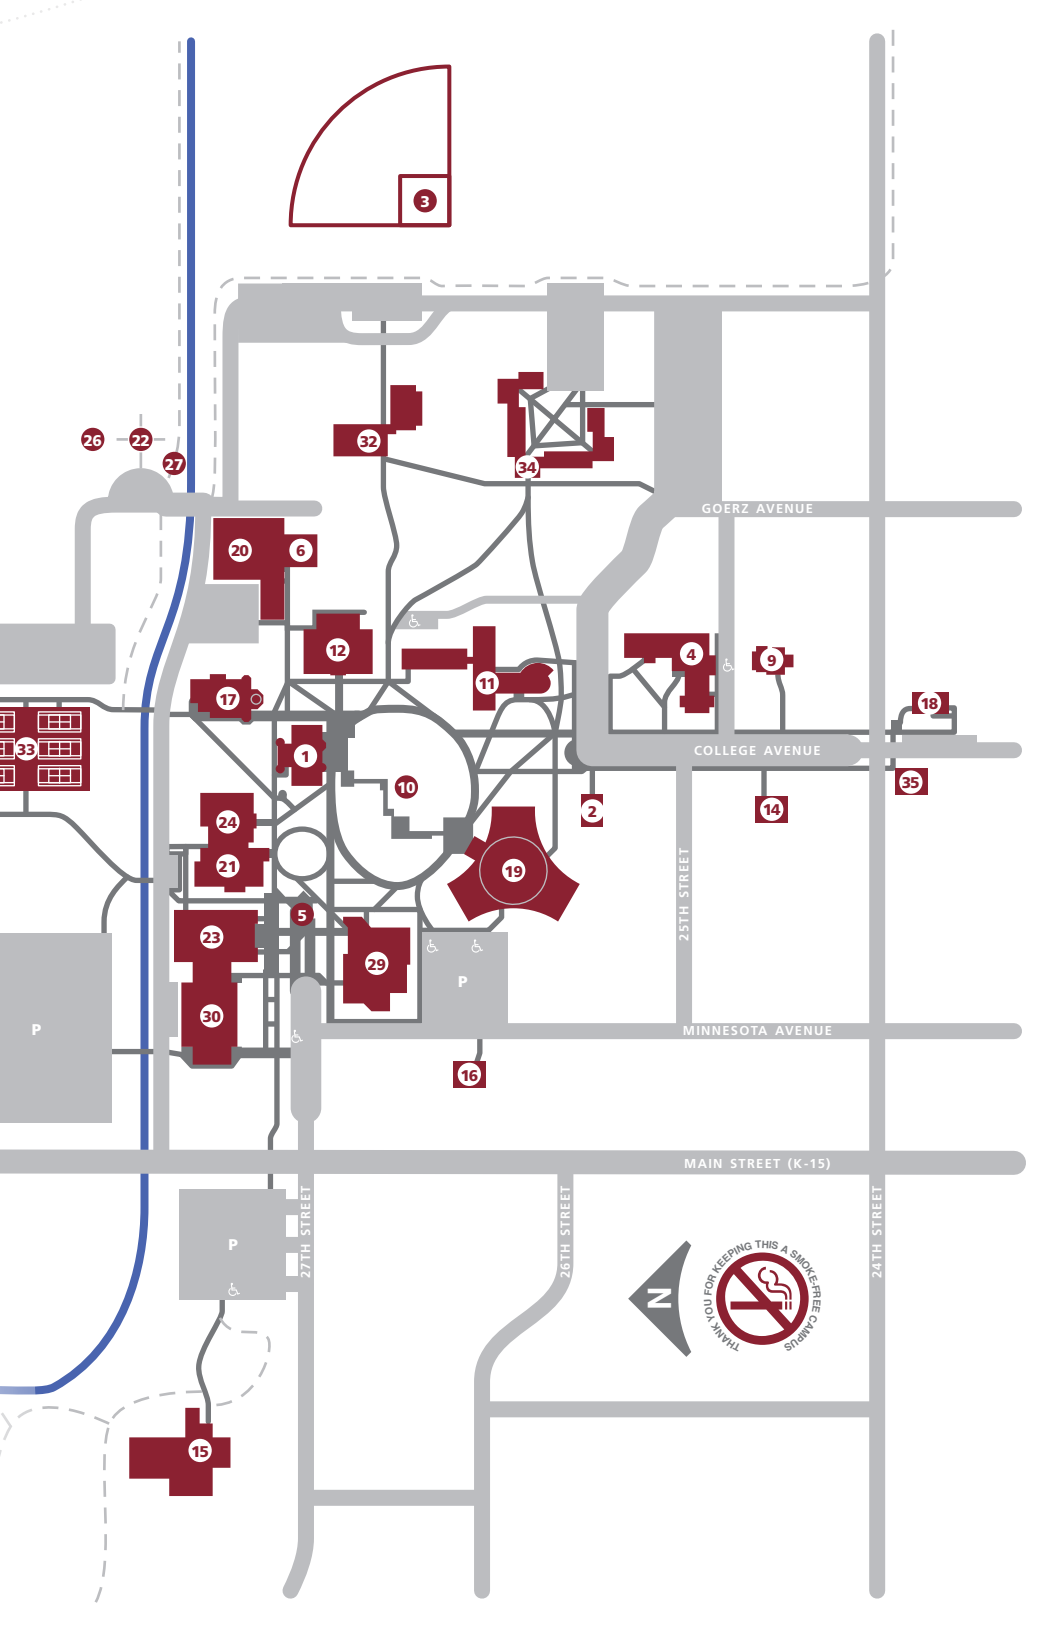 3
26
22
27
32
34
GOERZ AVENUE
20
6
12
4
9
11
17
18
33
1
COLLEGE AVENUE
10
35
2
14
24
21
19
25TH STREET
5
23
29
P
30
P
MINNESOTA AVENUE
16
MAIN STREET (K-15)
27TH STREET
26TH STREET
24TH STREET
P
N
THANK YOU FOR KEEPING THIS A SMOKE-FREE CAMPUS
15